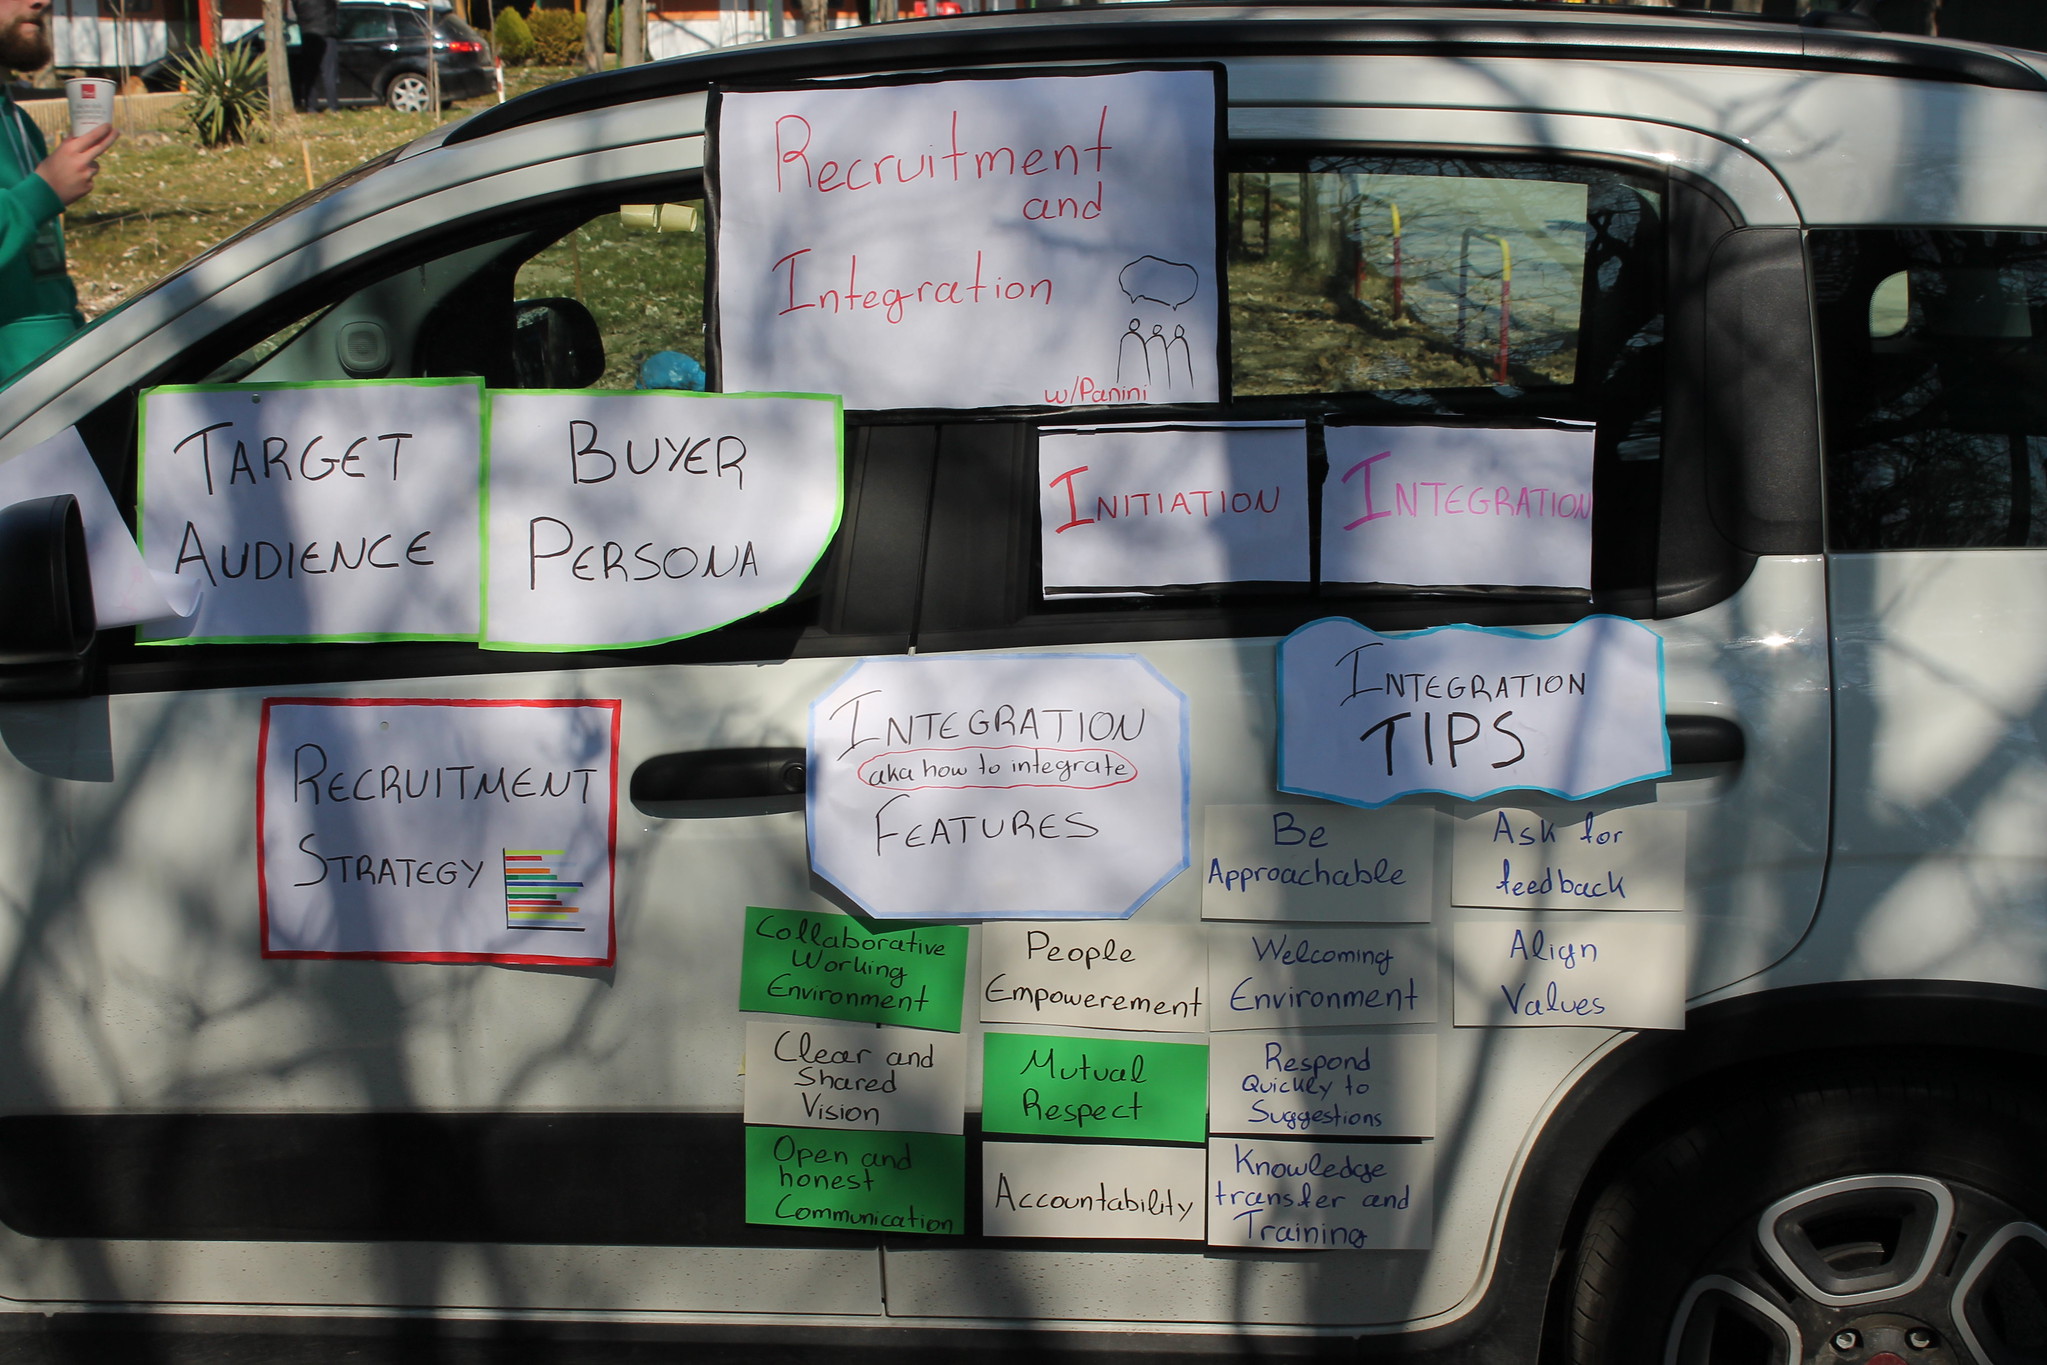 Recruitment
and
Integration
w/Panini
TARGET
AUDIENCE
BUYER
PERSONA
INITIATION
INTEGRATION
RECRUITMENT
STRATEGY
INTEGRATION
aka how to integrate
FEATURES
Collaborative
Working
Environment
People
Empowerement
Clear and
Shared
Vision
Mutual
Respect
Open and
honest
Communication
Accountability
INTEGRATION
TIPS
Be
Approachable
Ask for
feedback
Welcoming
Environment
Align
Values
Respond
Quickly to
Suggestions
Knowledge
transfer and
Training